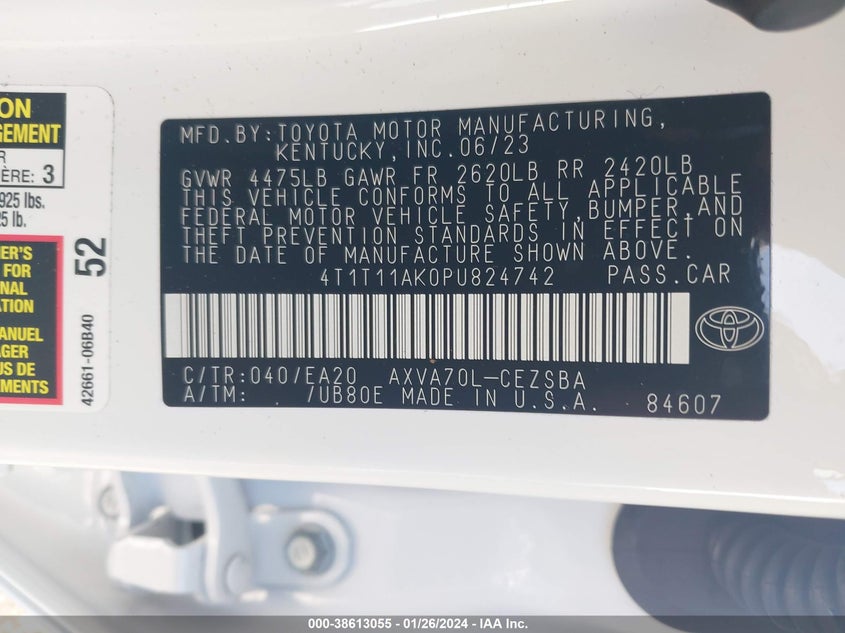 ON
GEMENT
R
ÈRE: 3
925 lbs.
5 lb.
R'S
FOR
NAL
ATION
MANUEL
AGER
US DE
ATIONS
52
42661-06B40
MFD.BY:TOYOTA MOTOR MANUFACTURING,
KENTUCKY,INC.06/23
GVWR 4475LB GAWR FR 2620LB RR 2420LB
THIS VEHICLE CONFORMS TO ALL APPLICABLE
FEDERAL MOTOR VEHICLE SAFETY,BUMPER,AND
THEFT PREVENTION STANDARDS IN EFFECT ON
THE DATE OF MANUFACTURE SHOWN ABOVE.
4T1T11AK0PU824742 PASS.CAR
C/TR:040/EA20 AXVA70L-CEZSBA
A/TM: /UB80E MADE IN U.S.A. 84607
000-38613055 - 01/26/2024 - IAA Inc.